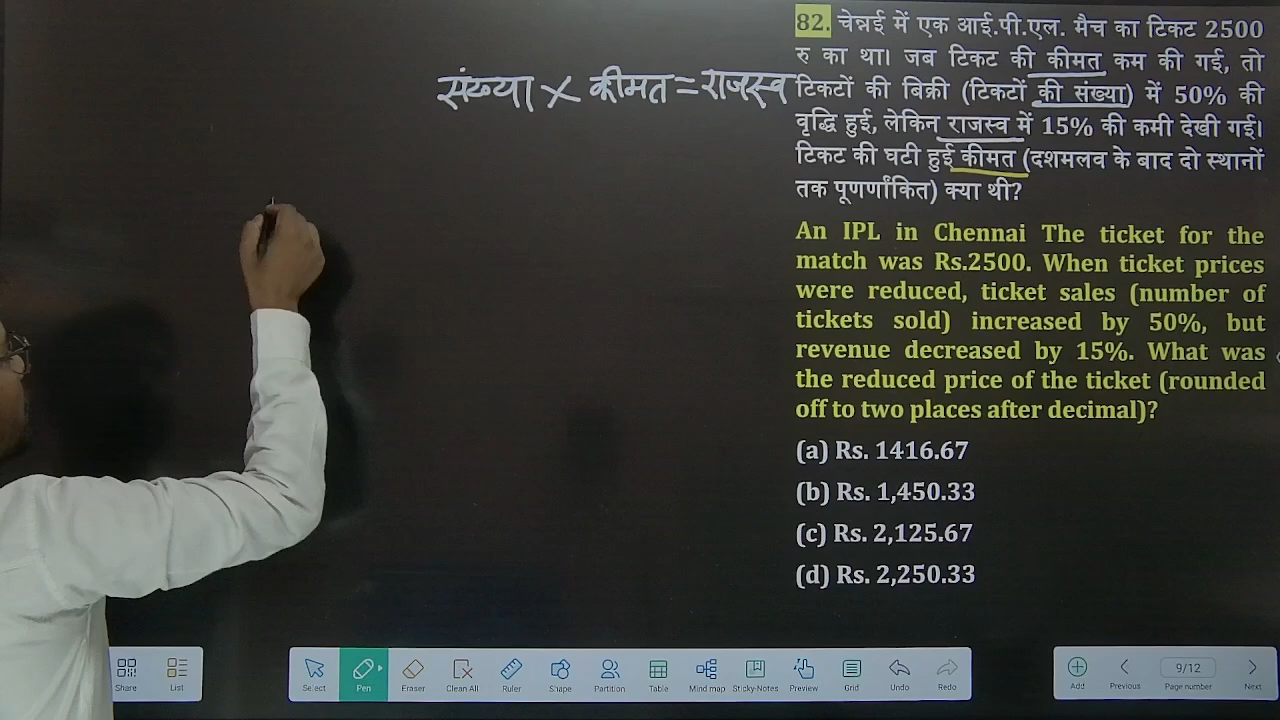 82. चेन्नई में एक आई.पी.एल. मैच का टिकट 2500
रु का था। जब टिकट की कीमत कम की गई, तो
संख्या × कीमत = राजस्व
टिकटों की बिक्री (टिकटों की संख्या) में 50% की
वृद्धि हुई, लेकिन राजस्व में 15% की कमी देखी गई।
टिकट की घटी हुई कीमत (दशमलव के बाद दो स्थानों
तक पूणर्णांकित) क्या थी?
An IPL in Chennai The ticket for the
match was Rs.2500. When ticket prices
were reduced, ticket sales (number of
tickets sold) increased by 50%, but
revenue decreased by 15%. What was
the reduced price of the ticket (rounded
off to two places after decimal)?
(a) Rs. 1416.67
(b) Rs. 1,450.33
(c) Rs. 2,125.67
(d) Rs. 2,250.33
Share List Select Pen Eraser Clean All Ruler Shape Partition Table Mind map Sticky-Notes Preview Grid Undo Redo Add Previous 9/12 Page number Next